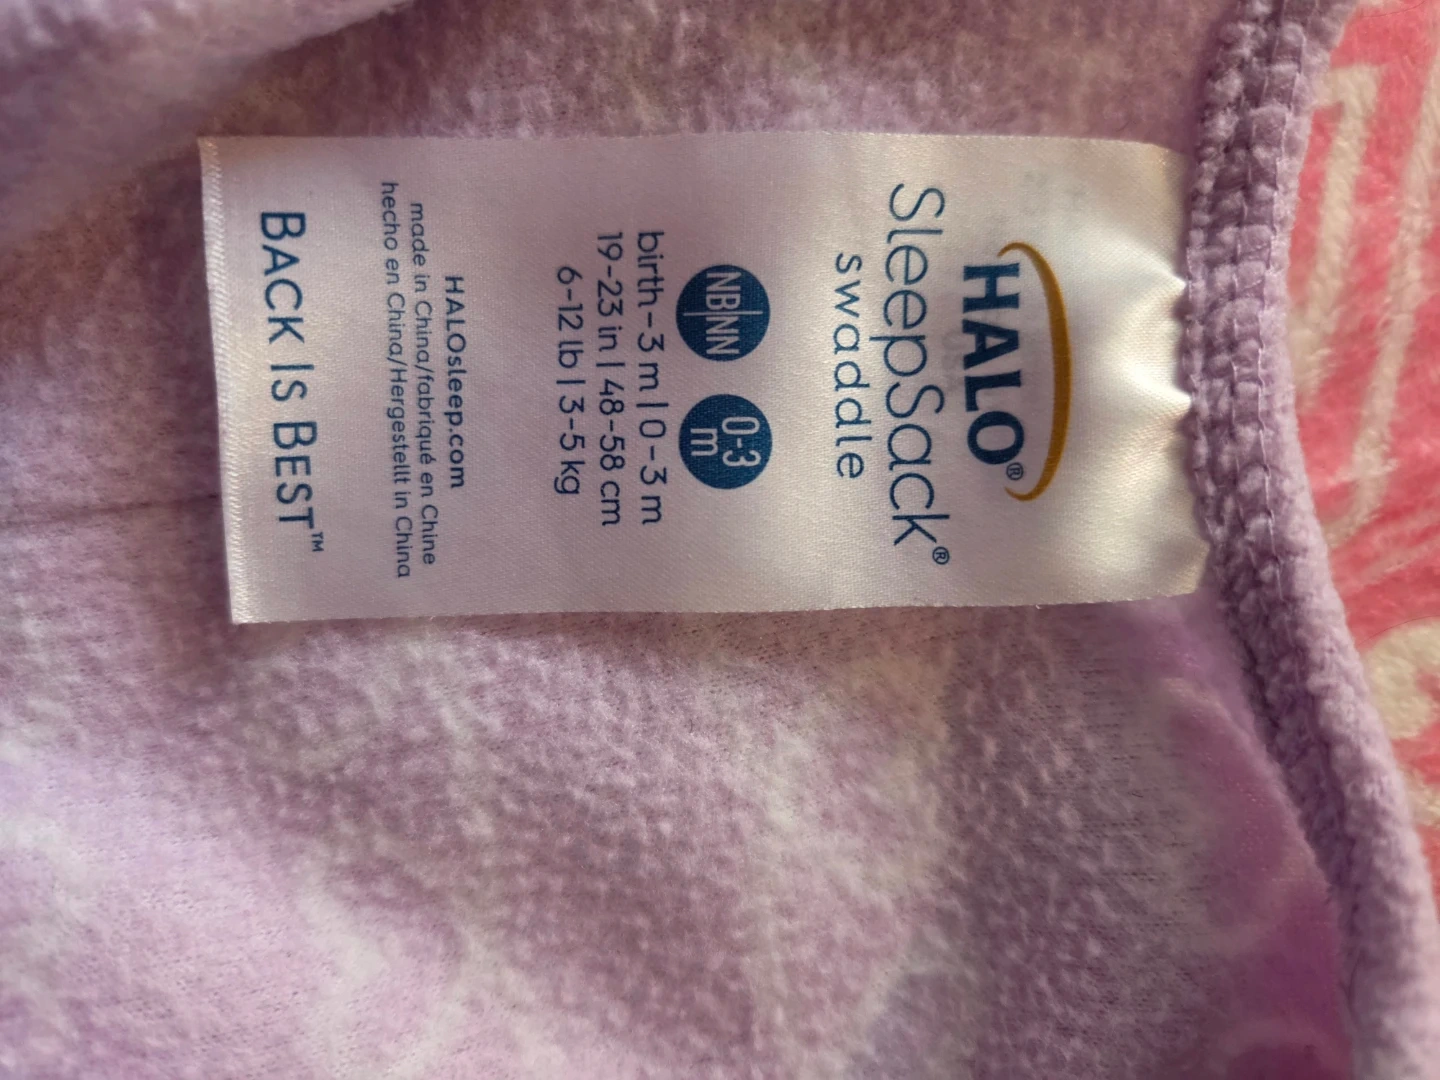 HALO®
SleepSack®
swaddle
NB|NN 0-3 m
birth-3 m | 0-3 m
19-23 in | 48-58 cm
6-12 lb | 3-5 kg
HALOsleep.com
made in China/fabriqué en Chine
hecho en China/Hergestellt in China
BACK IS BEST™